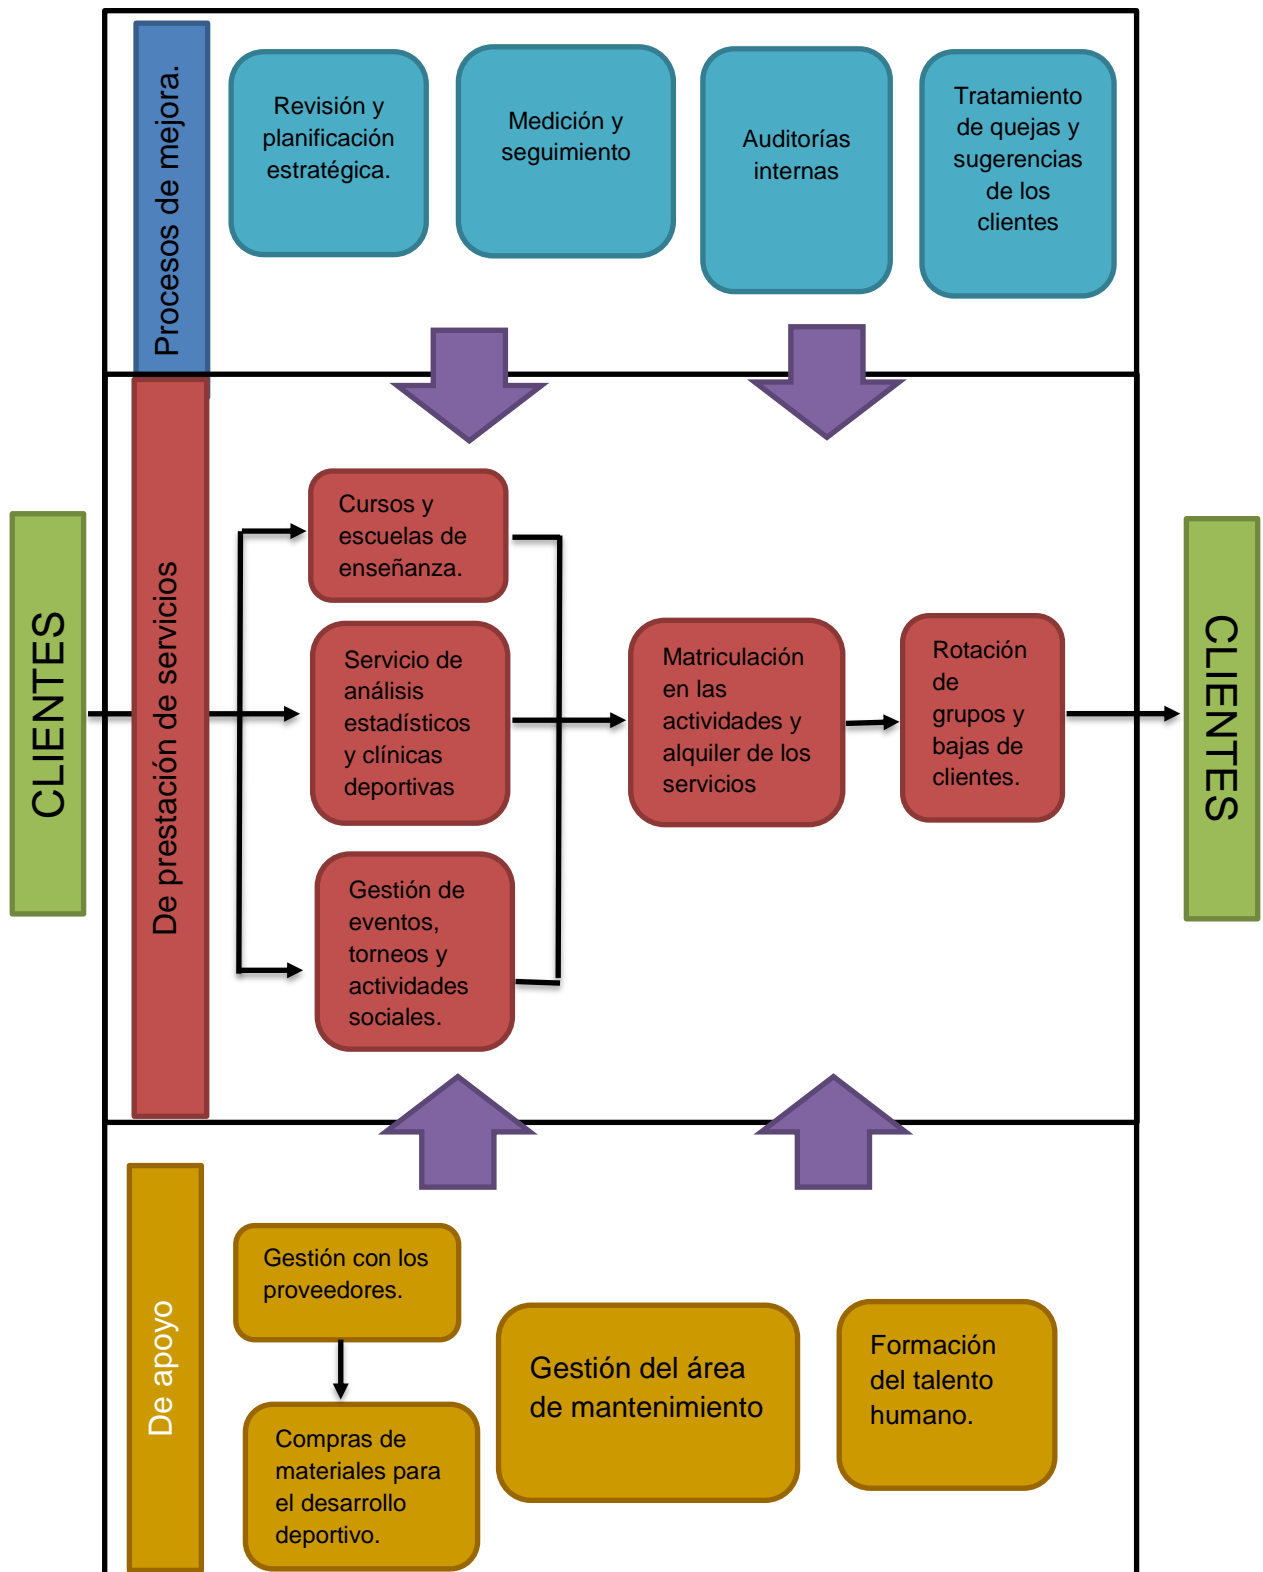 Procesos de mejora.
Revisión y
planificación
estratégica.
Medición y
seguimiento
Auditorías
internas
Tratamiento
de quejas y
sugerencias
de los
clientes
CLIENTES
De prestación de servicios
Cursos y
escuelas de
enseñanza.
Servicio de
análisis
estadísticos
y clínicas
deportivas
Gestión de
eventos,
torneos y
actividades
sociales.
Matriculación
en las
actividades y
alquiler de los
servicios
Rotación
de
grupos y
bajas de
clientes.
CLIENTES
De apoyo
Gestión con los
proveedores.
Compras de
materiales para
el desarrollo
deportivo.
Gestión del área
de mantenimiento
Formación
del talento
humano.